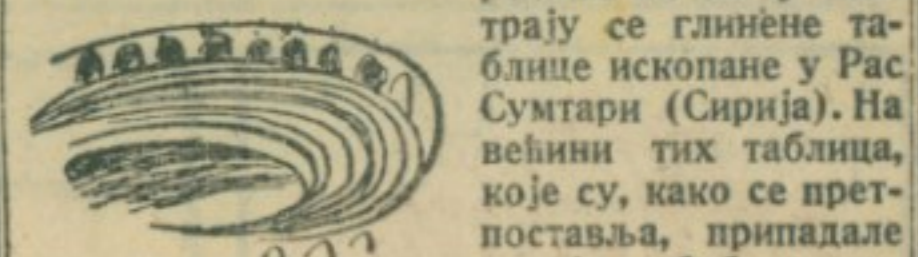 трају се глинене та-
блице ископане у Рас
Сумтари (Сирија). На
већини тих таблица,
које су, како се прет-
поставља, припадале